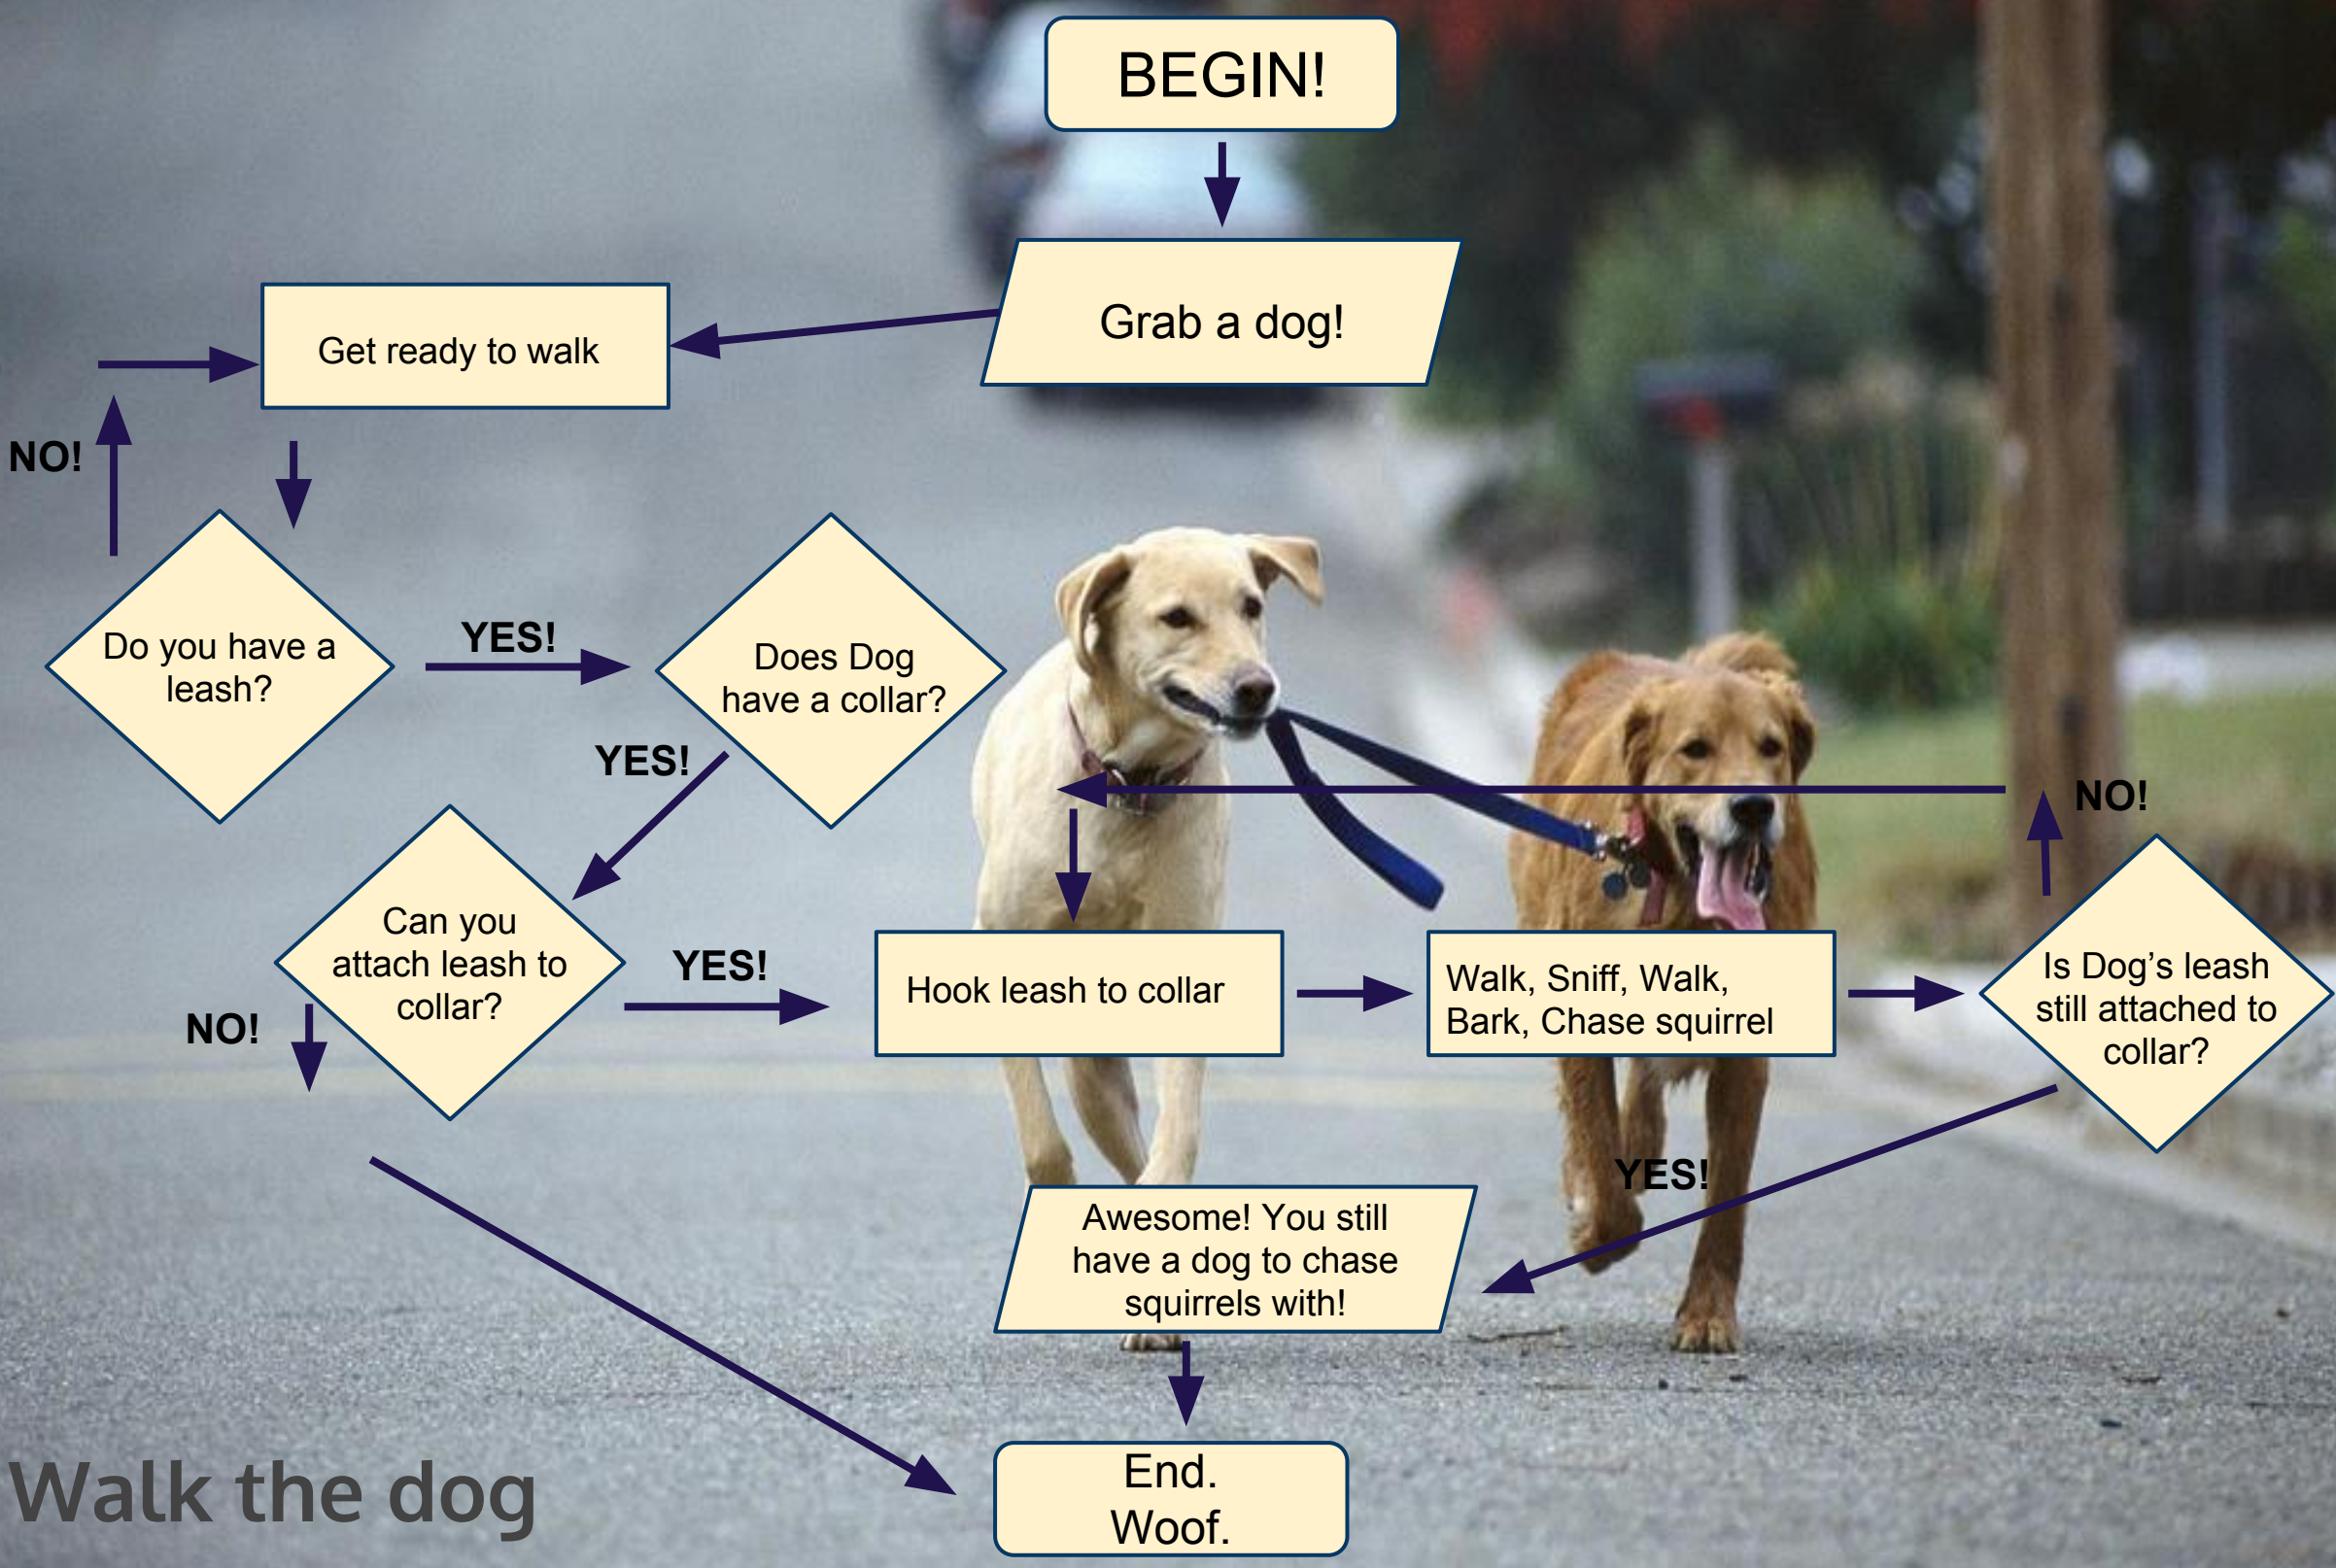 BEGIN!
Grab a dog!
Get ready to walk
NO!
Do you have a
leash?
YES!
Does Dog
have a collar?
YES!
Can you
attach leash to
collar?
NO!
YES!
Hook leash to collar
Walk, Sniff, Walk,
Bark, Chase squirrel
Is Dog's leash
still attached to
collar?
NO!
YES!
Awesome! You still
have a dog to chase
squirrels with!
End.
Woof.
Walk the dog